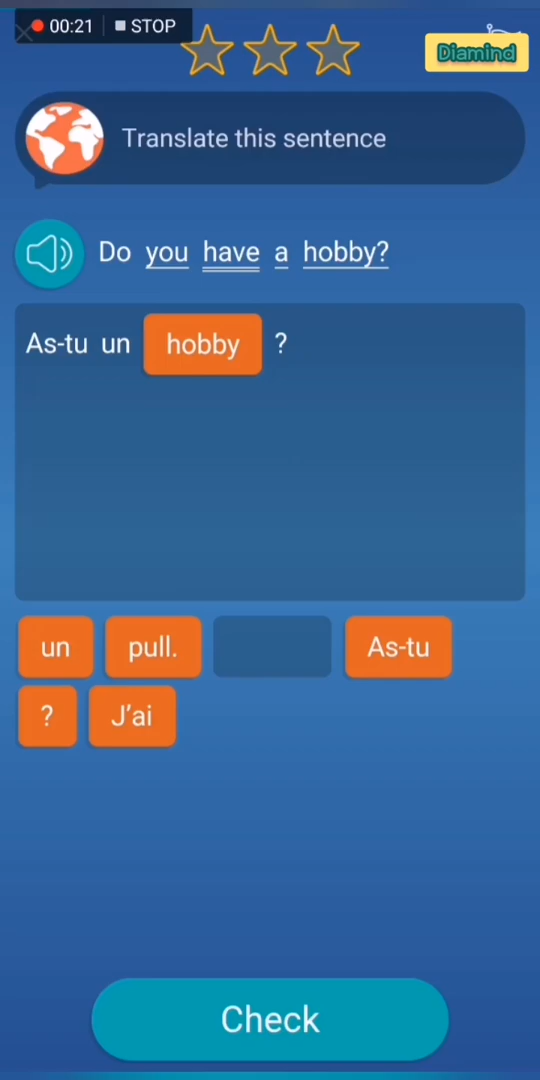 00:21 STOP
Diamind
Translate this sentence
Do you have a hobby?
As-tu un hobby ?
un pull. As-tu
? J’ai
Check